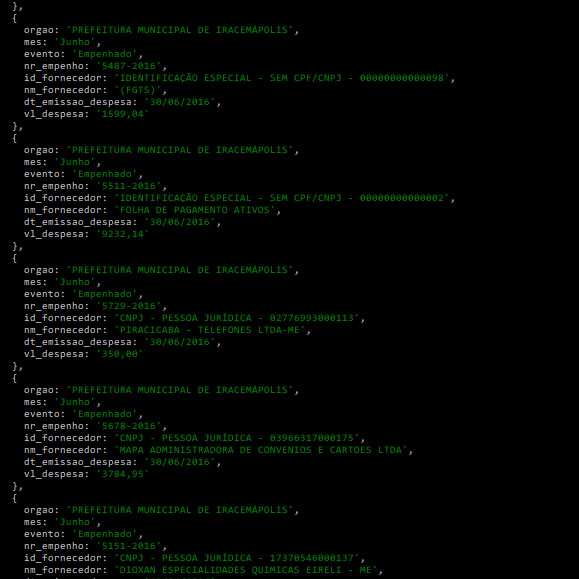 },
{
orgao: 'PREFEITURA MUNICIPAL DE IRACEMÁPOLIS',
mes: 'Junho',
evento: 'Empenhado',
nr_empenho: '5487-2016',
id_fornecedor: 'IDENTIFICAÇÃO ESPECIAL - SEM CPF/CNPJ - 00000000000098',
nm_fornecedor: '(FGTS)',
dt_emissao_despesa: '30/06/2016',
vl_despesa: '1599,04'
},
{
orgao: 'PREFEITURA MUNICIPAL DE IRACEMÁPOLIS',
mes: 'Junho',
evento: 'Empenhado',
nr_empenho: '5511-2016',
id_fornecedor: 'IDENTIFICAÇÃO ESPECIAL - SEM CPF/CNPJ - 00000000000002',
nm_fornecedor: 'FOLHA DE PAGAMENTO ATIVOS',
dt_emissao_despesa: '30/06/2016',
vl_despesa: '9232,14'
},
{
orgao: 'PREFEITURA MUNICIPAL DE IRACEMÁPOLIS',
mes: 'Junho',
evento: 'Empenhado',
nr_empenho: '5729-2016',
id_fornecedor: 'CNPJ - PESSOA JURÍDICA - 02776993000113',
nm_fornecedor: 'PIRACICABA - TELEFONES LTDA-ME',
dt_emissao_despesa: '30/06/2016',
vl_despesa: '350,00'
},
{
orgao: 'PREFEITURA MUNICIPAL DE IRACEMÁPOLIS',
mes: 'Junho',
evento: 'Empenhado',
nr_empenho: '5678-2016',
id_fornecedor: 'CNPJ - PESSOA JURÍDICA - 03966317000175',
nm_fornecedor: 'MAPA ADMINISTRADORA DE CONVENIOS E CARTOES LTDA',
dt_emissao_despesa: '30/06/2016',
vl_despesa: '3784,95'
},
{
orgao: 'PREFEITURA MUNICIPAL DE IRACEMÁPOLIS',
mes: 'Junho',
evento: 'Empenhado',
nr_empenho: '5151-2016',
id_fornecedor: 'CNPJ - PESSOA JURÍDICA - 17370546000137',
nm_fornecedor: 'DIOXAN ESPECIALIDADES QUIMICAS EIRELI - ME',